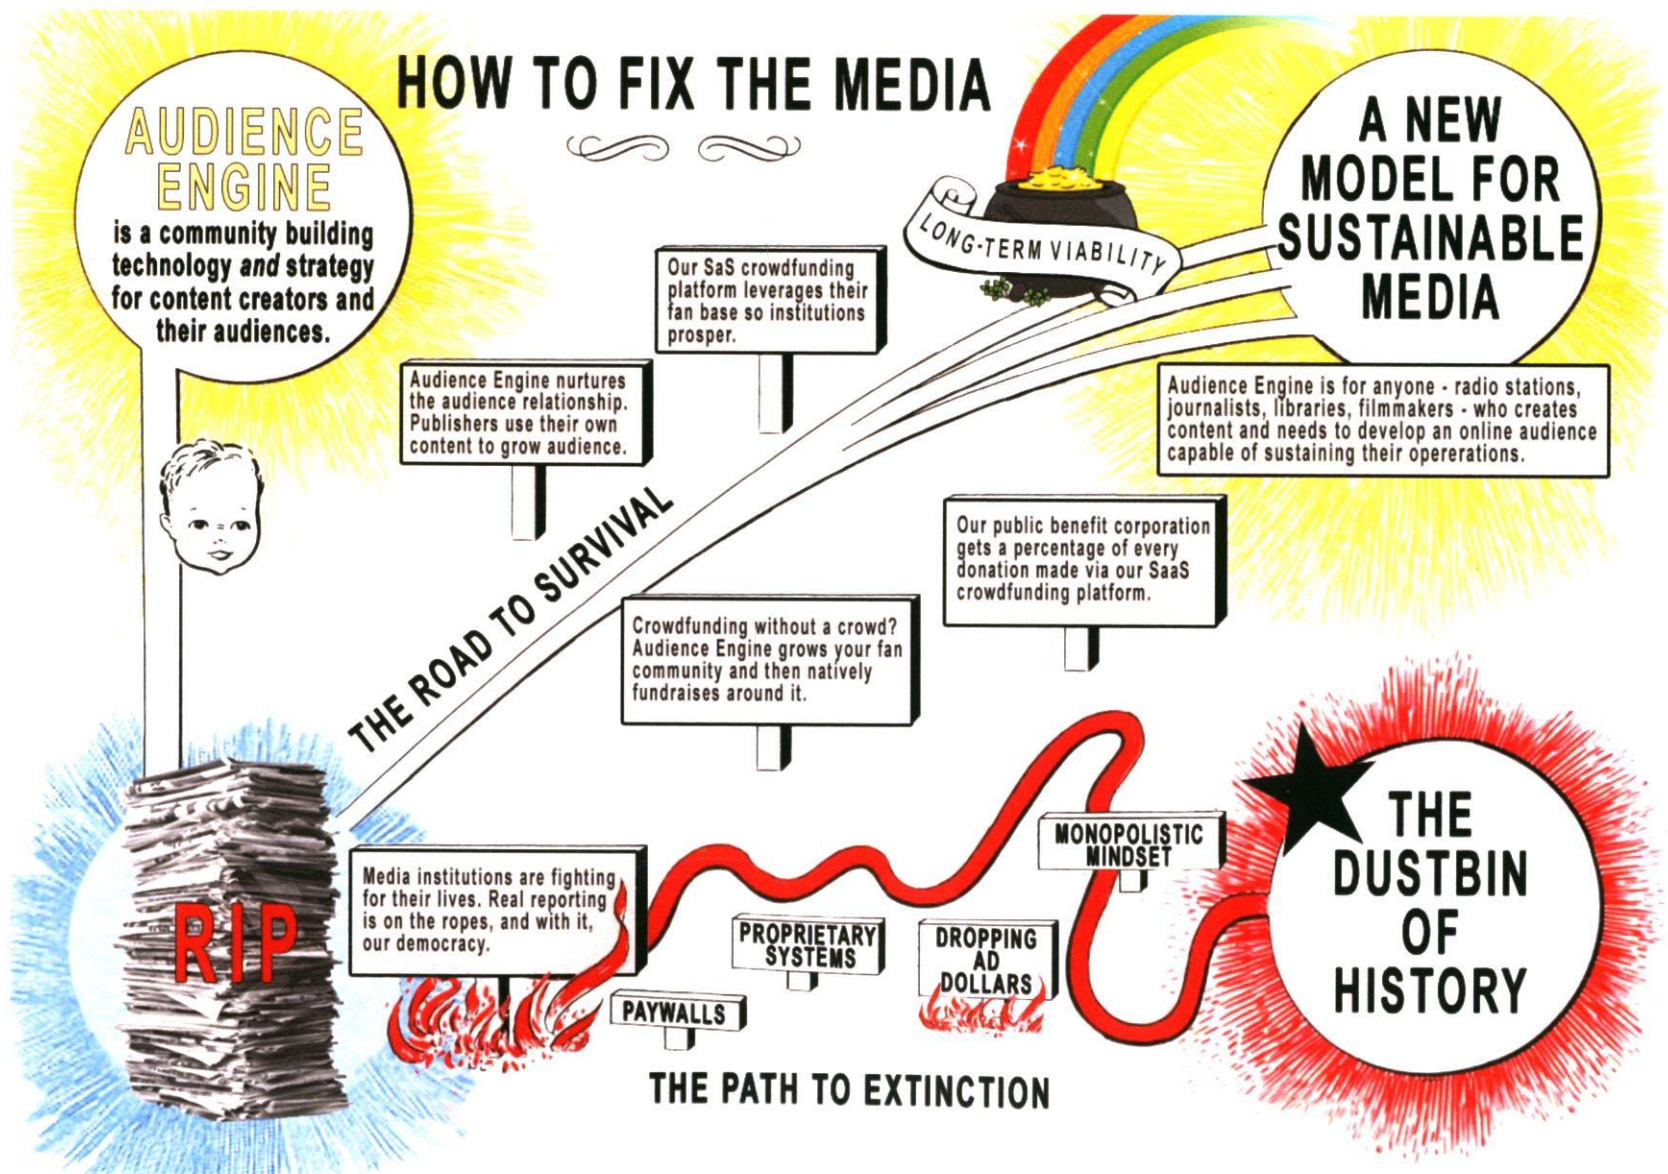 HOW TO FIX THE MEDIA
AUDIENCE
ENGINE
is a community building
technology and strategy
for content creators and
their audiences.
LONG-TERM VIABILITY
A NEW
MODEL FOR
SUSTAINABLE
MEDIA
Our SaS crowdfunding
platform leverages their
fan base so institutions
prosper.
Audience Engine nurtures
the audience relationship.
Publishers use their own
content to grow audience.
Audience Engine is for anyone - radio stations,
journalists, libraries, filmmakers - who creates
content and needs to develop an online audience
capable of sustaining their opererations.
THE ROAD TO SURVIVAL
Our public benefit corporation
gets a percentage of every
donation made via our SaaS
crowdfunding platform.
Crowdfunding without a crowd?
Audience Engine grows your fan
community and then natively
fundraises around it.
RIP
Media institutions are fighting
for their lives. Real reporting
is on the ropes, and with it,
our democracy.
PAYWALLS
PROPRIETARY
SYSTEMS
DROPPING
AD
DOLLARS
MONOPOLISTIC
MINDSET
THE
DUSTBIN
OF
HISTORY
THE PATH TO EXTINCTION